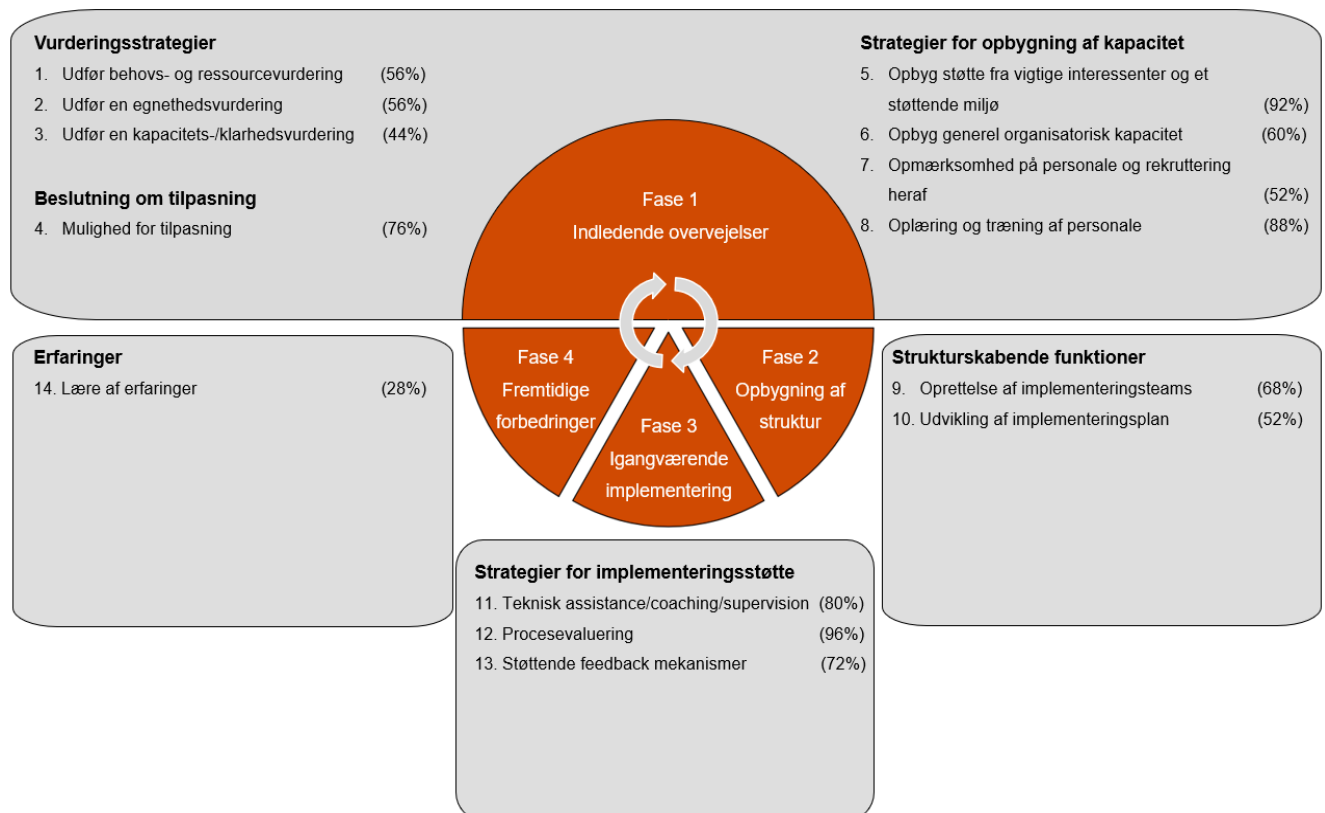 Vurderingsstrategier
1. Udfør behovs- og ressourcevurdering (56%)
2. Udfør en egnethedsvurdering (56%)
3. Udfør en kapacitets-/klarhedsvurdering (44%)
Beslutning om tilpasning
4. Mulighed for tilpasning (76%)
Strategier for opbygning af kapacitet
5. Opbyg støtte fra vigtige interessenter og et
støttende miljø (92%)
6. Opbyg generel organisatorisk kapacitet (60%)
7. Opmærksomhed på personale og rekruttering
heraf (52%)
8. Oplæring og træning af personale (88%)
Fase 1
Indledende overvejelser
Fase 2
Opbygning af
struktur
Fase 3
Igangværende
implementering
Fase 4
Fremtidige
forbedringer
Erfaringer
14. Lære af erfaringer (28%)
Strukturskabende funktioner
9. Oprettelse af implementeringsteams (68%)
10. Udvikling af implementeringsplan (52%)
Strategier for implementeringsstøtte
11. Teknisk assistance/coaching/supervision (80%)
12. Procesevaluering (96%)
13. Støttende feedback mekanismer (72%)